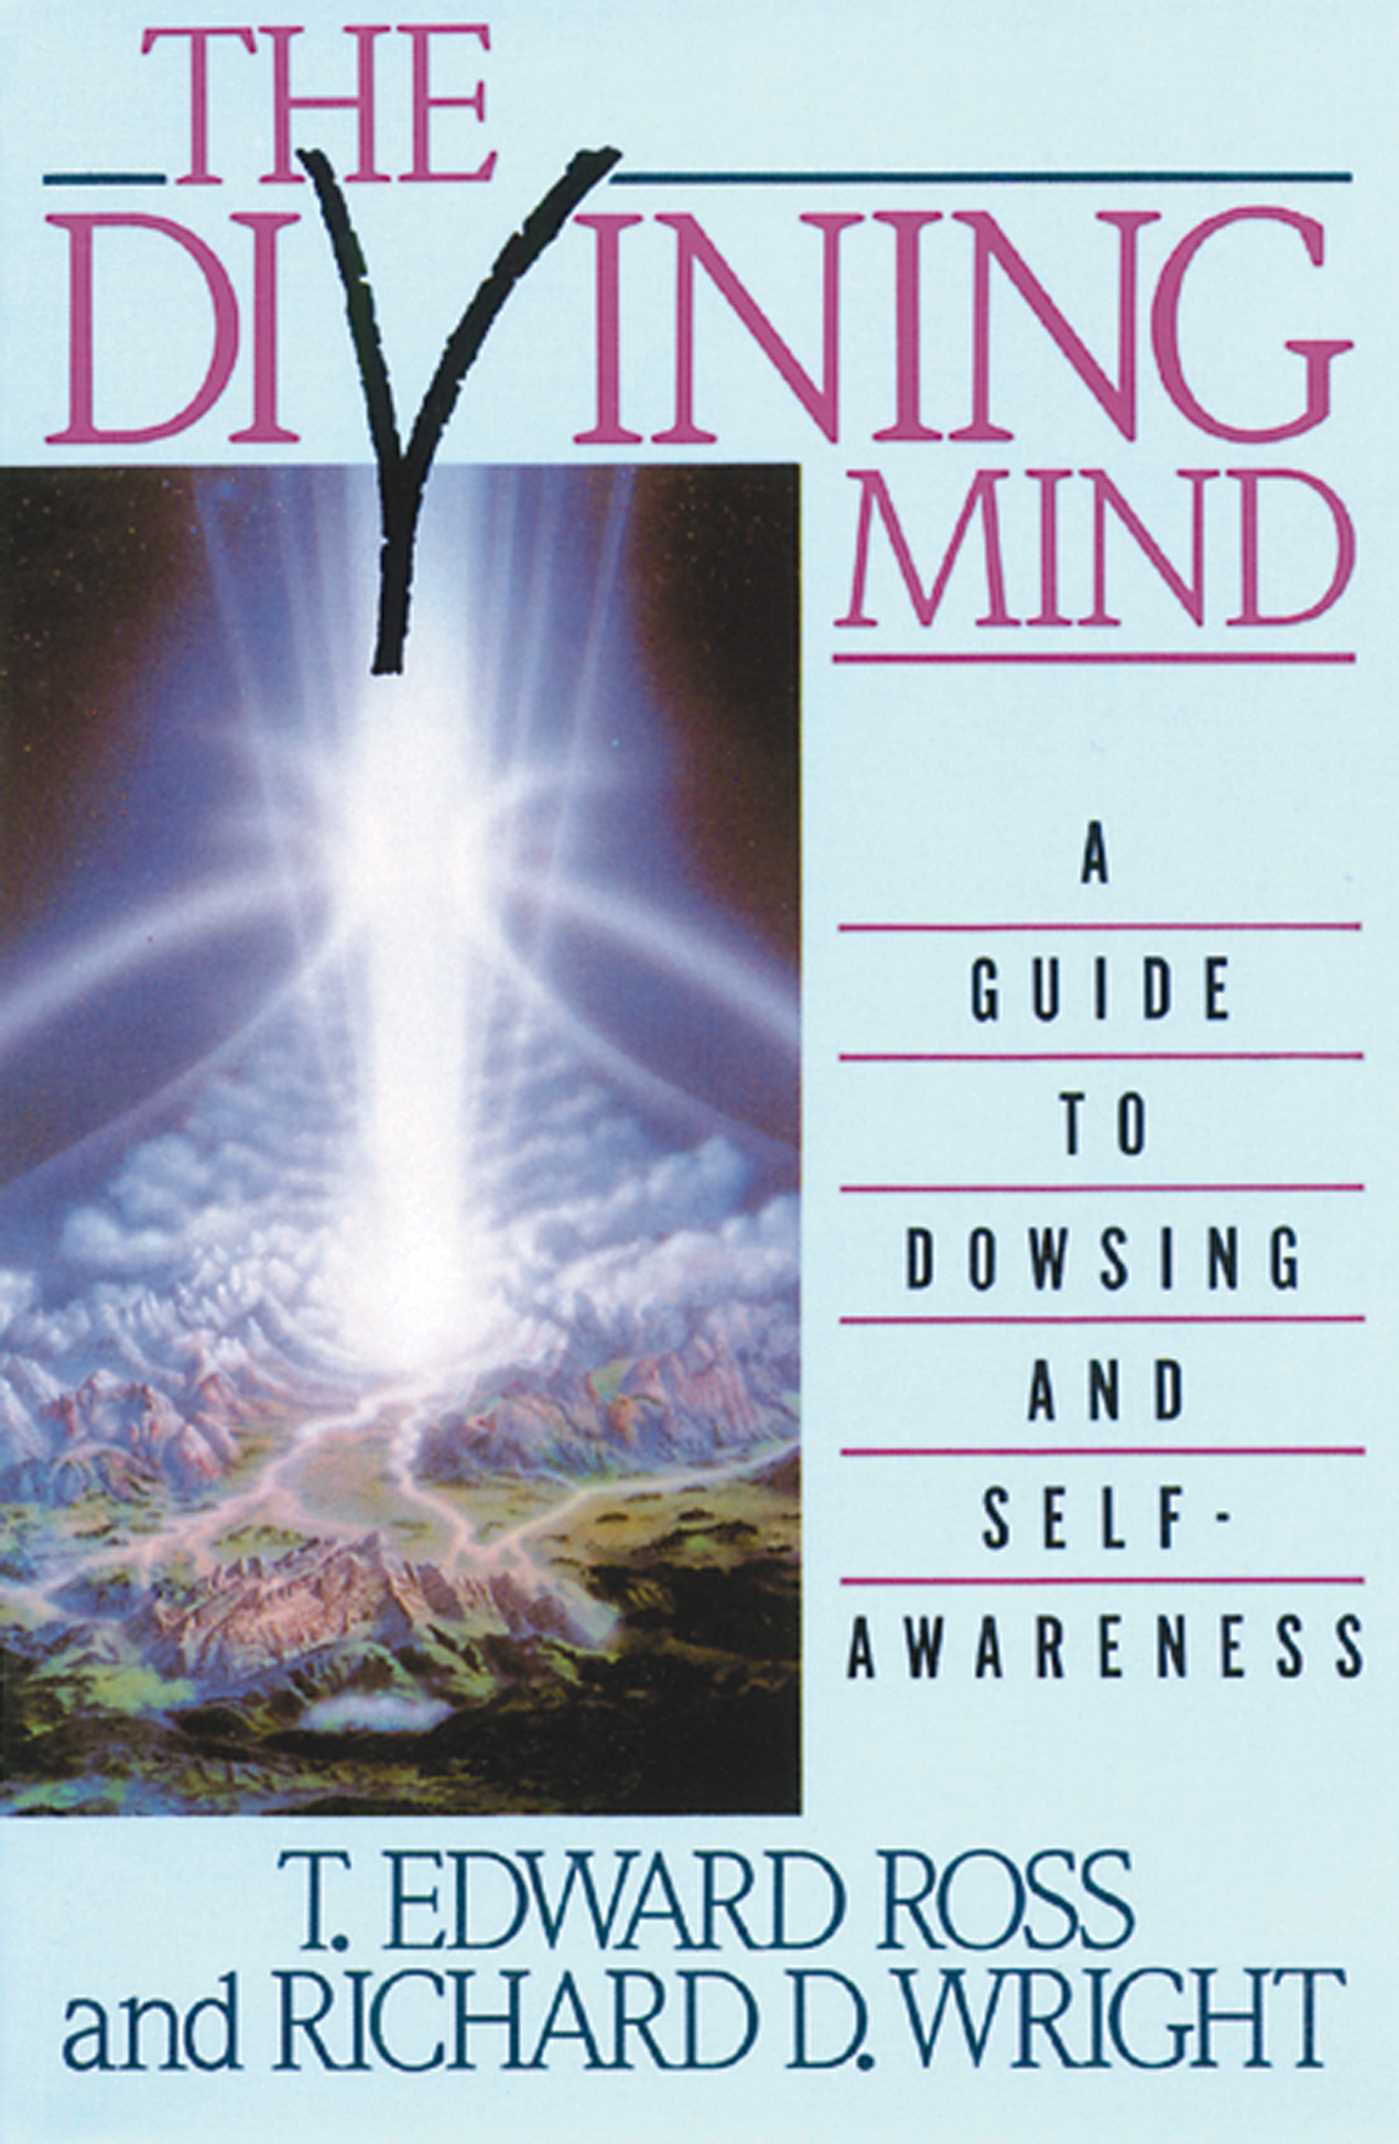 THE
DIVINING
MIND
A
GUIDE
TO
DOWSING
AND
SELF-
AWARENESS
T. EDWARD ROSS
and RICHARD D. WRIGHT